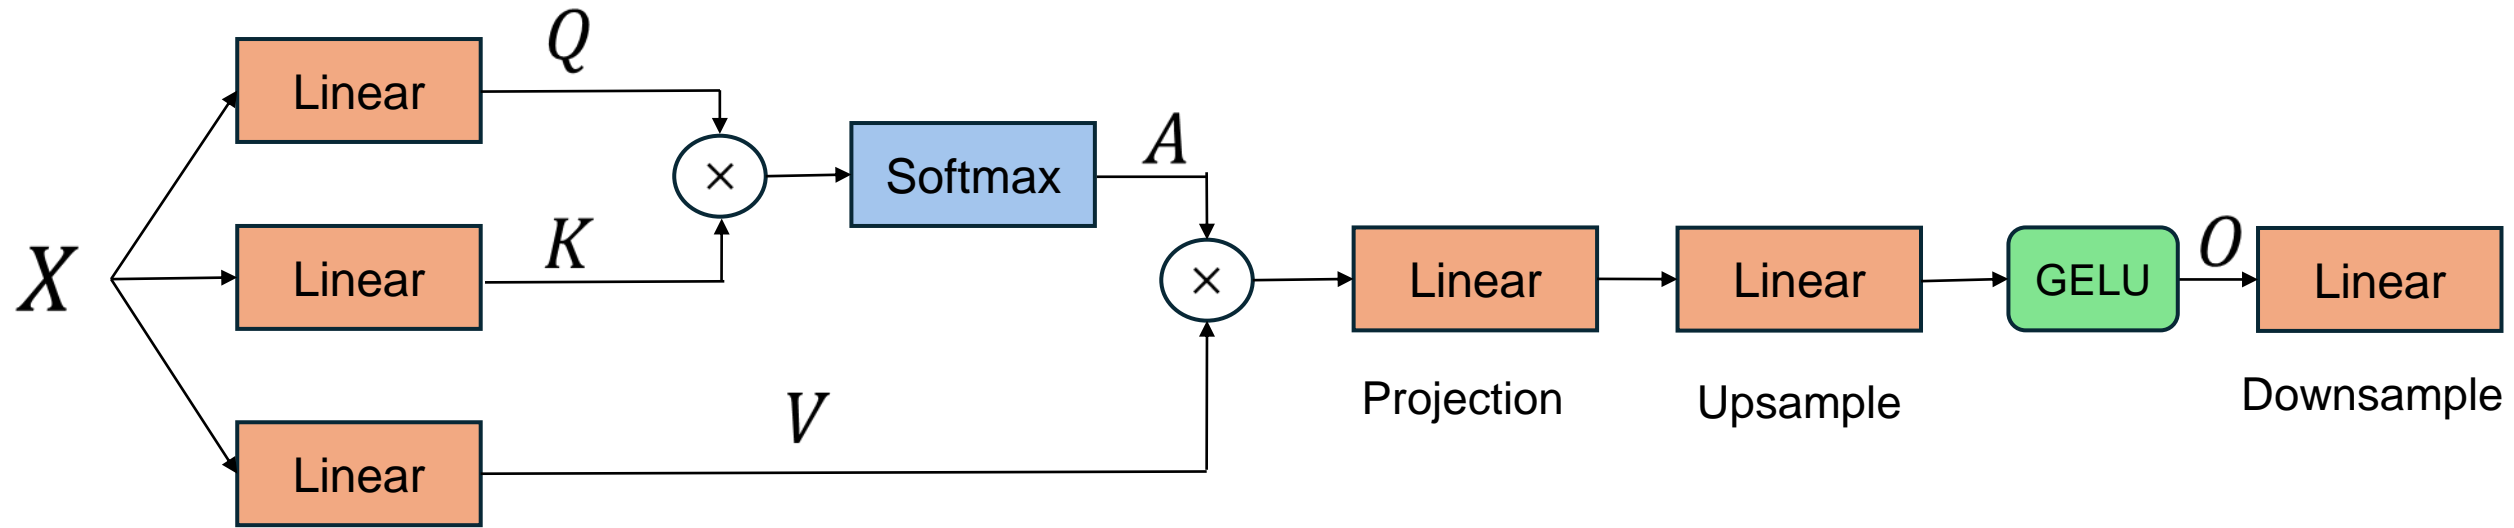 Q
Linear
A
Softmax
K
X
Linear
O
Linear
Linear
GELU
Linear
V
Projection
Upsample
Downsample
Linear